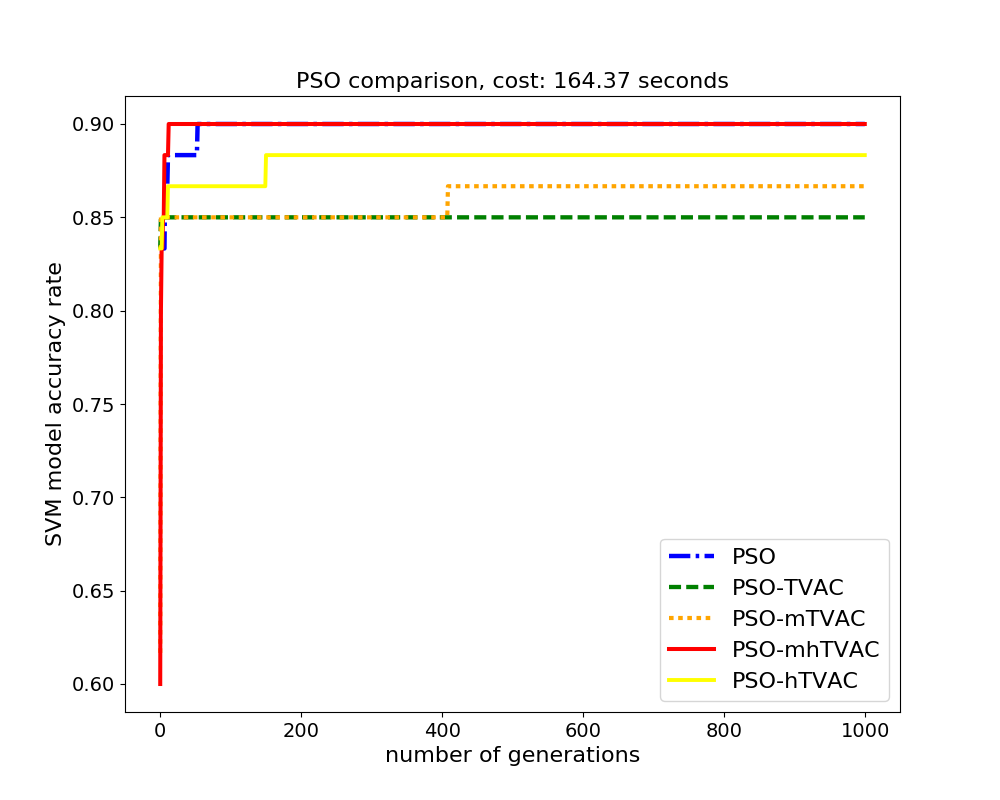 PSO comparison, cost: 164.37 seconds
SVM model accuracy rate
0.90
0.85
0.80
0.75
0.70
0.65
0.60
0 200 400 600 800 1000
number of generations
PSO
PSO-TVAC
PSO-mTVAC
PSO-mhTVAC
PSO-hTVAC